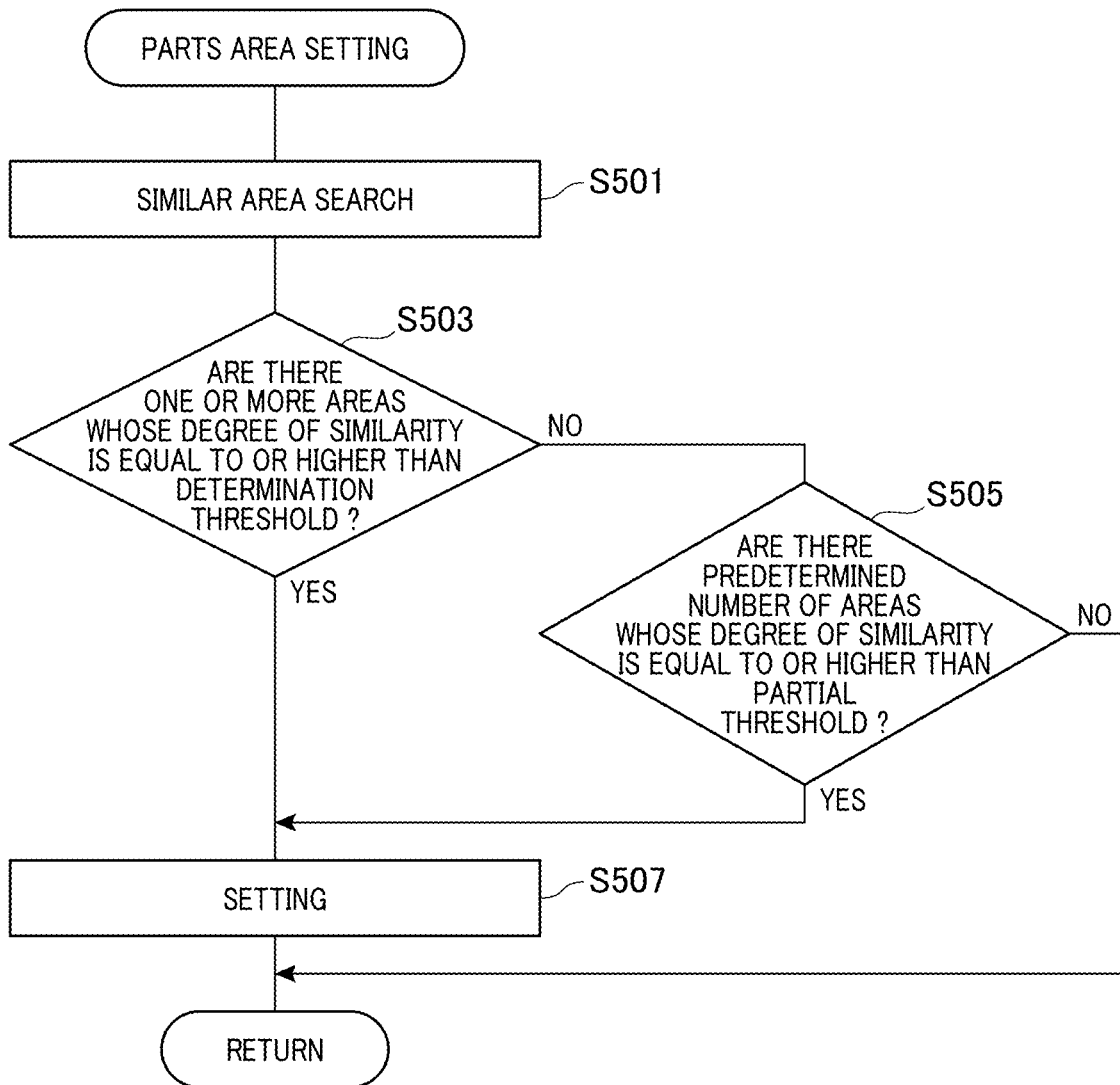 PARTS AREA SETTING
SIMILAR AREA SEARCH
S501
S503
ARE THERE
ONE OR MORE AREAS
WHOSE DEGREE OF SIMILARITY
IS EQUAL TO OR HIGHER THAN
DETERMINATION
THRESHOLD ?
NO
YES
S505
ARE THERE
PREDETERMINED
NUMBER OF AREAS
WHOSE DEGREE OF SIMILARITY
IS EQUAL TO OR HIGHER THAN
PARTIAL
THRESHOLD ?
NO
YES
SETTING
S507
RETURN